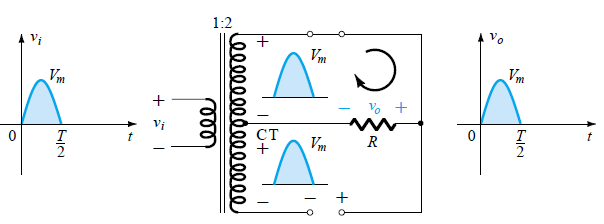 1:2
v_i
V_m
0
T/2
t
+
v_i
−
+
V_m
−
− v_o +
CT
R
+
V_m
−
− +
v_o
V_m
0
T/2
t